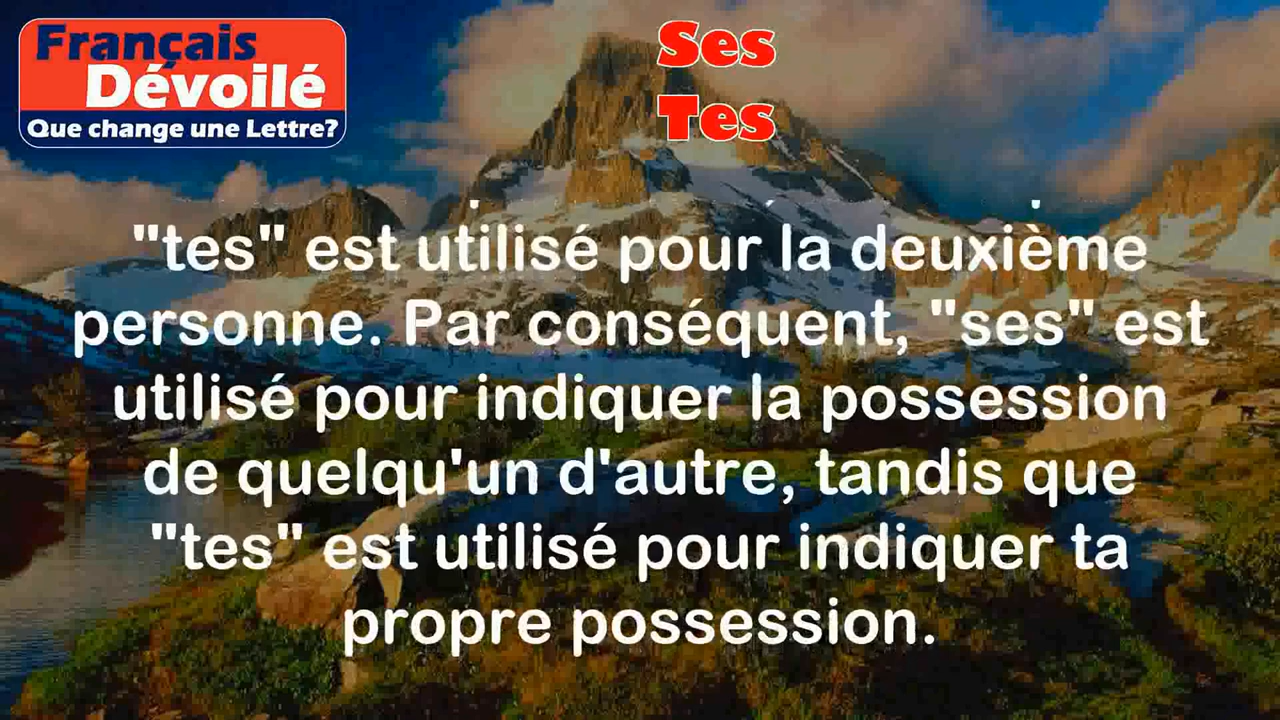 Français
Dévoilé
Que change une Lettre?
Ses
Tes
"tes" est utilisé pour la deuxième
personne. Par conséquent, "ses" est
utilisé pour indiquer la possession
de quelqu'un d'autre, tandis que
"tes" est utilisé pour indiquer ta
propre possession.